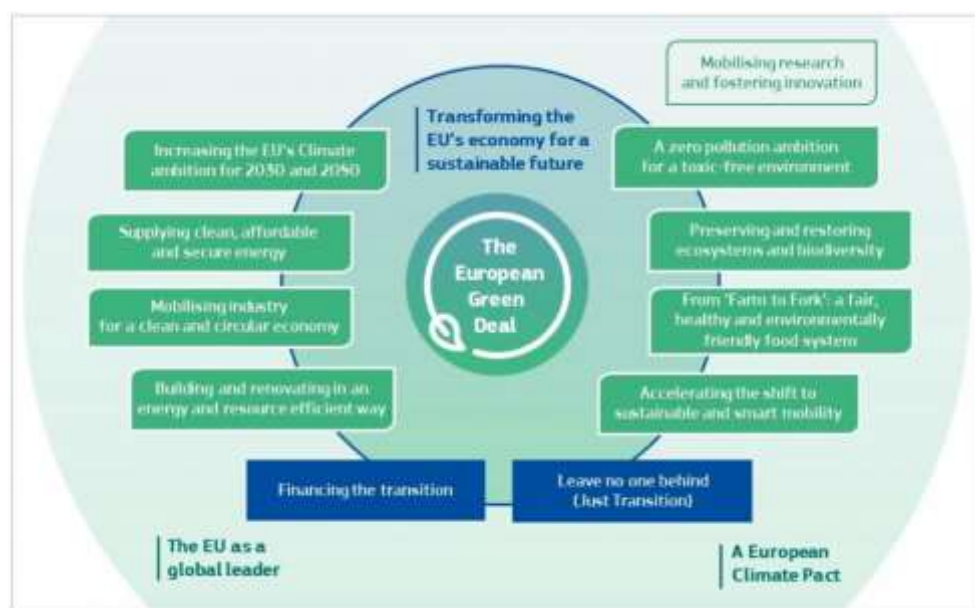 Mobilising research
and fostering innovation
Transforming the
EU's economy for a
sustainable future
Increasing the EU's Climate
ambition for 2030 and 2050
A zero pollution ambition
for a toxic-free environment
Supplying clean, affordable
and secure energy
Preserving and restoring
ecosystems and biodiversity
The
European
Green
Deal
Mobilising industry
for a clean and circular economy
From 'Farm to Fork': a fair,
healthy and environmentally
friendly food system
Building and renovating in an
energy and resource efficient way
Accelerating the shift to
sustainable and smart mobility
Financing the transition
Leave no one behind
(Just Transition)
The EU as a
global leader
A European
Climate Pact